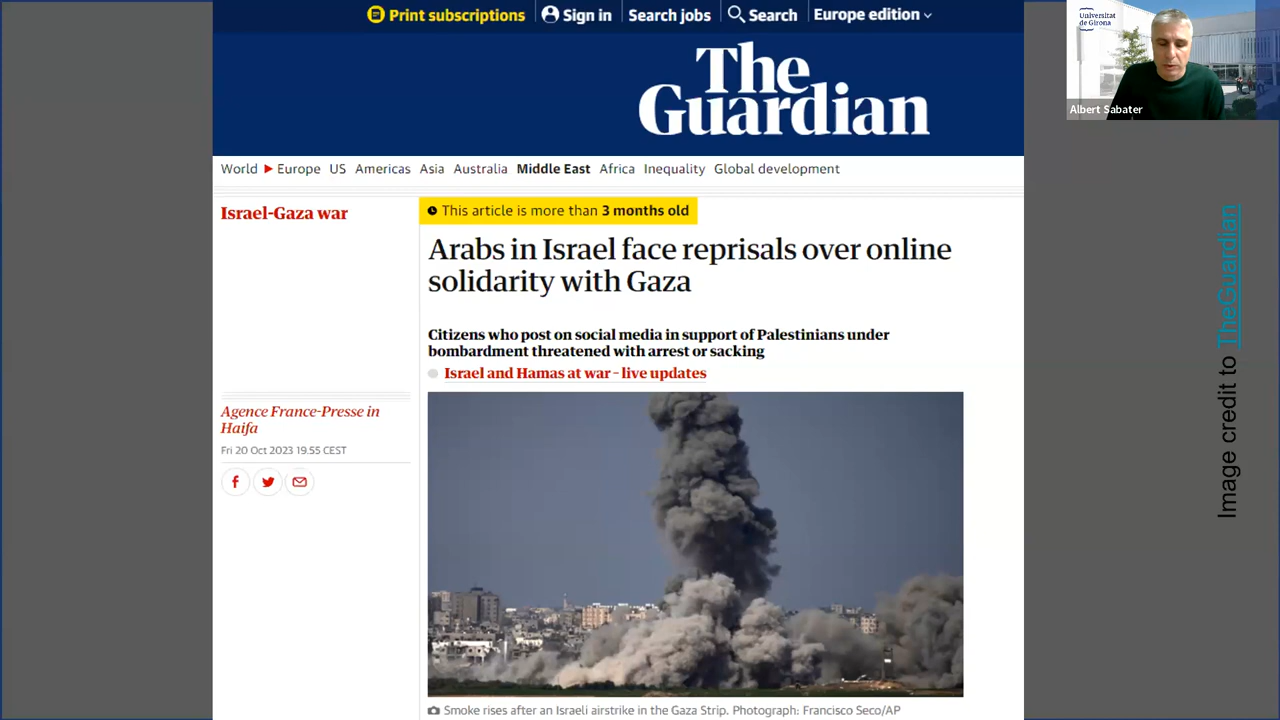 Print subscriptions
Sign in
Search jobs
Search
Europe edition
The
Guardian
World
Europe
US
Americas
Asia
Australia
Middle East
Africa
Inequality
Global development
Israel-Gaza war
This article is more than 3 months old
Arabs in Israel face reprisals over online
solidarity with Gaza
Citizens who post on social media in support of Palestinians under
bombardment threatened with arrest or sacking
Israel and Hamas at war – live updates
Agence France-Presse in
Haifa
Fri 20 Oct 2023 19.55 CEST
Smoke rises after an Israeli airstrike in the Gaza Strip. Photograph: Francisco Seco/AP
Image credit to TheGuardian
Universitat
de Girona
Albert Sabater